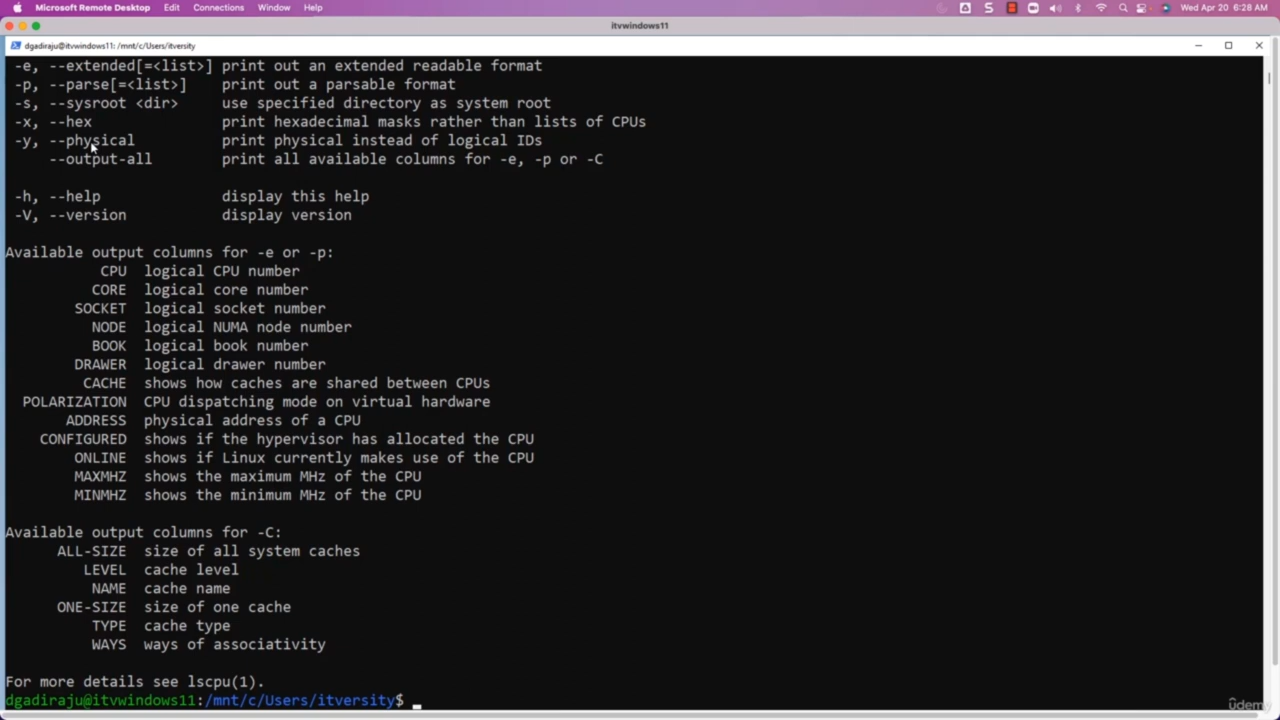 Microsoft Remote Desktop Edit Connections Window Help Wed Apr 20 6:28 AM
itvwindows11
dgadiraju@itvwindows11: /mnt/c/Users/itversity
-e, --extended[=<list>] print out an extended readable format
-p, --parse[=<list>] print out a parsable format
-s, --sysroot <dir> use specified directory as system root
-x, --hex print hexadecimal masks rather than lists of CPUs
-y, --physical print physical instead of logical IDs
--output-all print all available columns for -e, -p or -C
-h, --help display this help
-V, --version display version
Available output columns for -e or -p:
CPU logical CPU number
CORE logical core number
SOCKET logical socket number
NODE logical NUMA node number
BOOK logical book number
DRAWER logical drawer number
CACHE shows how caches are shared between CPUs
POLARIZATION CPU dispatching mode on virtual hardware
ADDRESS physical address of a CPU
CONFIGURED shows if the hypervisor has allocated the CPU
ONLINE shows if Linux currently makes use of the CPU
MAXMHZ shows the maximum MHz of the CPU
MINMHZ shows the minimum MHz of the CPU
Available output columns for -C:
ALL-SIZE size of all system caches
LEVEL cache level
NAME cache name
ONE-SIZE size of one cache
TYPE cache type
WAYS ways of associativity
For more details see lscpu(1).
dgadiraju@itvwindows11:/mnt/c/Users/itversity$
ûdemy